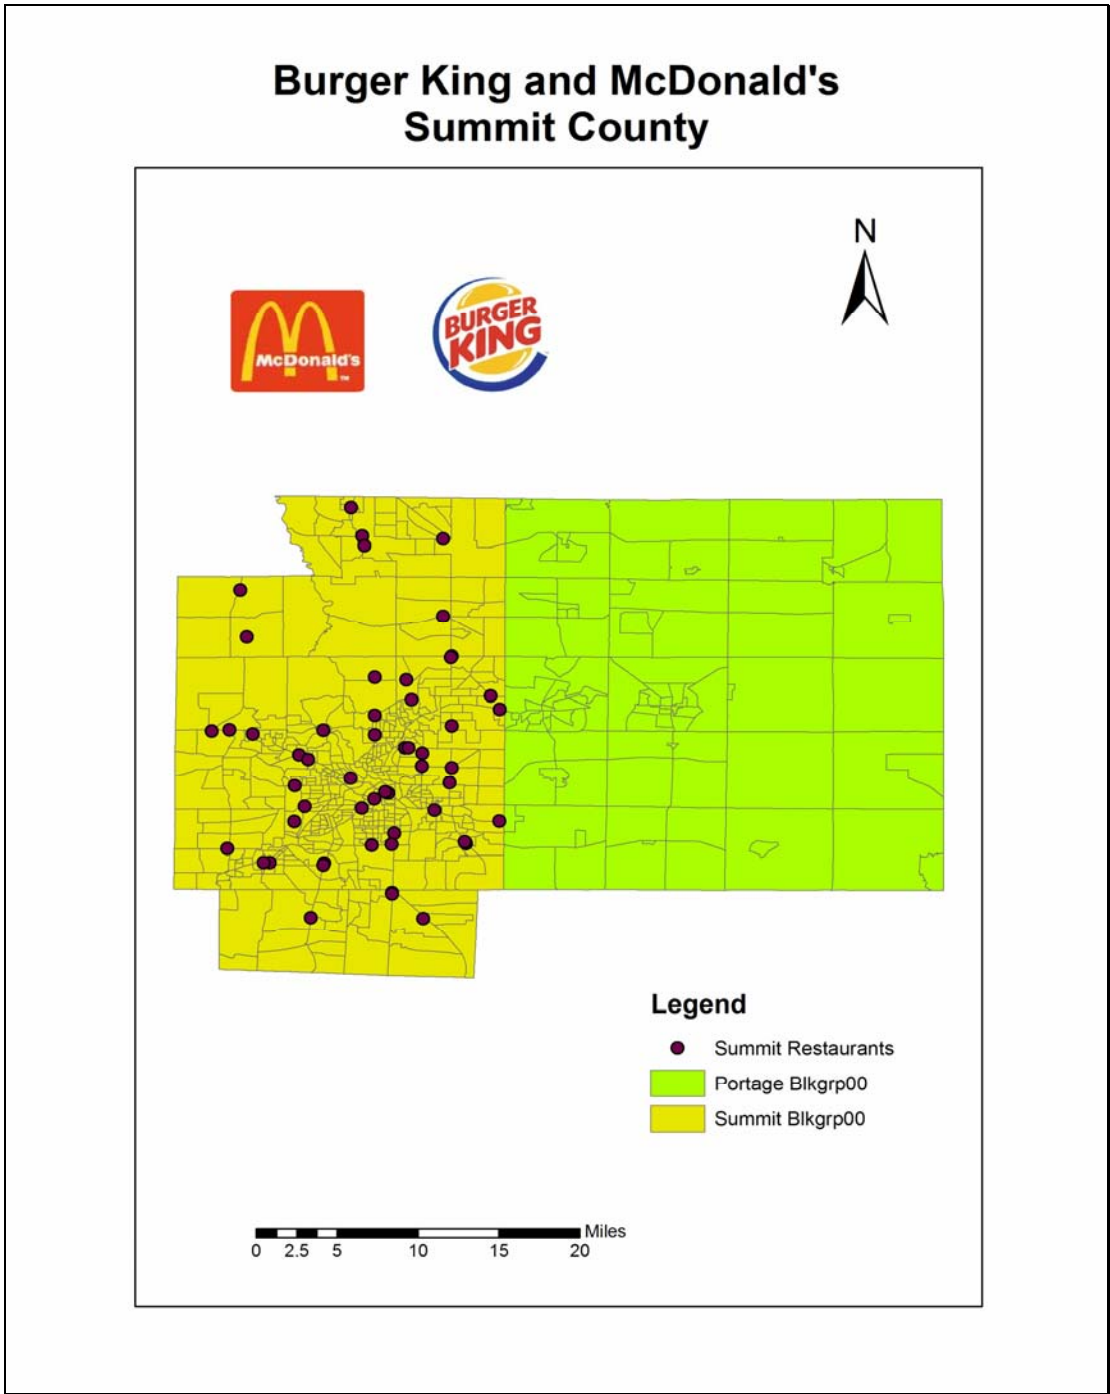 Burger King and McDonald's
Summit County
N
McDonald's
TM
BURGER
KING
Legend
Summit Restaurants
Portage Blkgrp00
Summit Blkgrp00
Miles
0 2.5 5 10 15 20